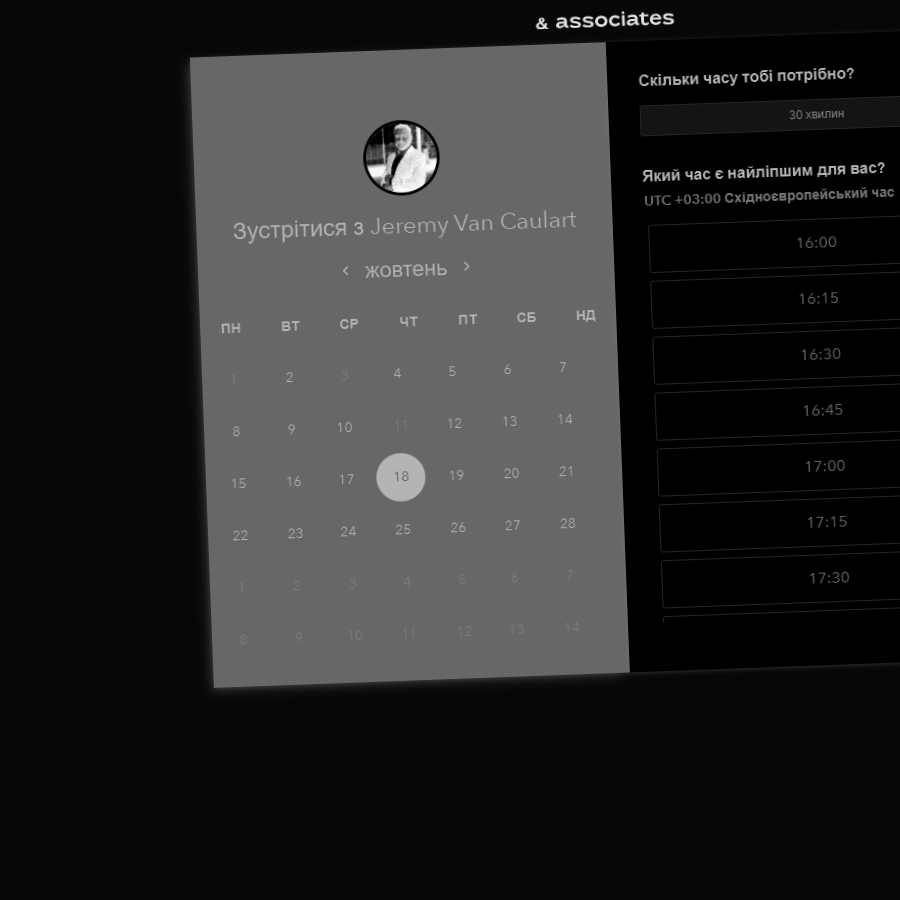 & associates
Зустрітися з Jeremy Van Caulart
‹ жовтень ›
ПН ВТ СР ЧТ ПТ СБ НД
1 2 3 4 5 6 7
8 9 10 11 12 13 14
15 16 17 18 19 20 21
22 23 24 25 26 27 28
1 2 3 4 5 6 7
8 9 10 11 12 13 14
Скільки часу тобі потрібно?
30 хвилин
Який час є найліпшим для вас?
UTC +03:00 Східноєвропейський час
16:00
16:15
16:30
16:45
17:00
17:15
17:30